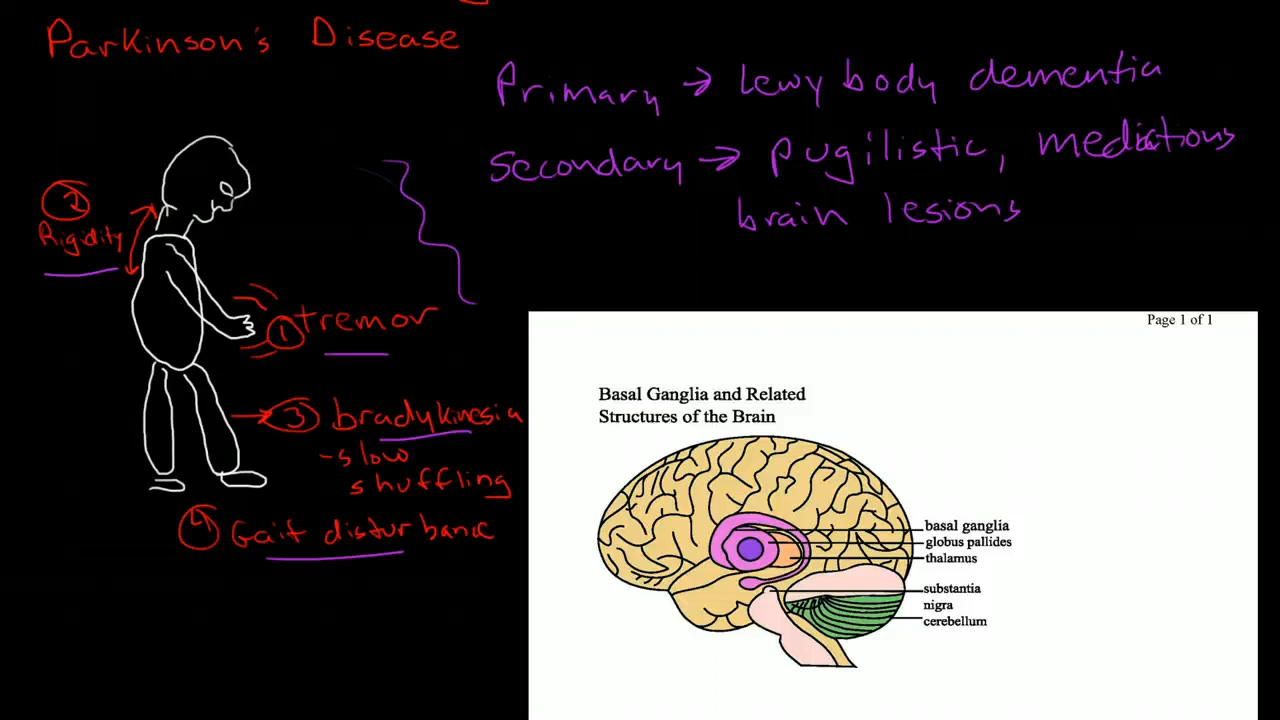 Parkinson's Disease
Primary → Lewy body dementia
Secondary → pugilistic, medications
brain lesions
2
Rigidity
1 tremor
3 bradykinesia
- slow
shuffling
4 Gait disturbance
Page 1 of 1
Basal Ganglia and Related
Structures of the Brain
basal ganglia
globus pallides
thalamus
substantia
nigra
cerebellum